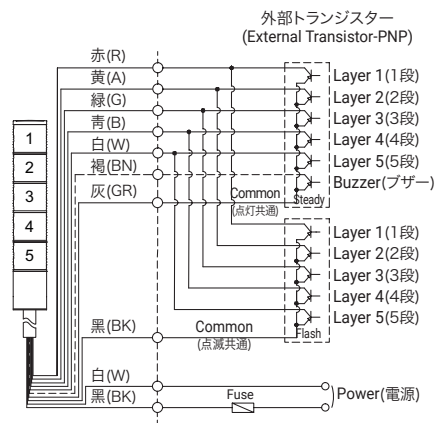 外部トランジスター
(External Transistor-PNP)
赤(R)
黄(A)
緑(G)
青(B)
白(W)
褐(BN)
灰(GR)
Layer 1(1段)
Layer 2(2段)
Layer 3(3段)
Layer 4(4段)
Layer 5(5段)
Buzzer(ブザー)
Common
(点灯共通)
Steady
1
2
3
4
5
Layer 1(1段)
Layer 2(2段)
Layer 3(3段)
Layer 4(4段)
Layer 5(5段)
黒(BK)
Common
(点滅共通)
Flash
白(W)
黒(BK)
Fuse
Power(電源)